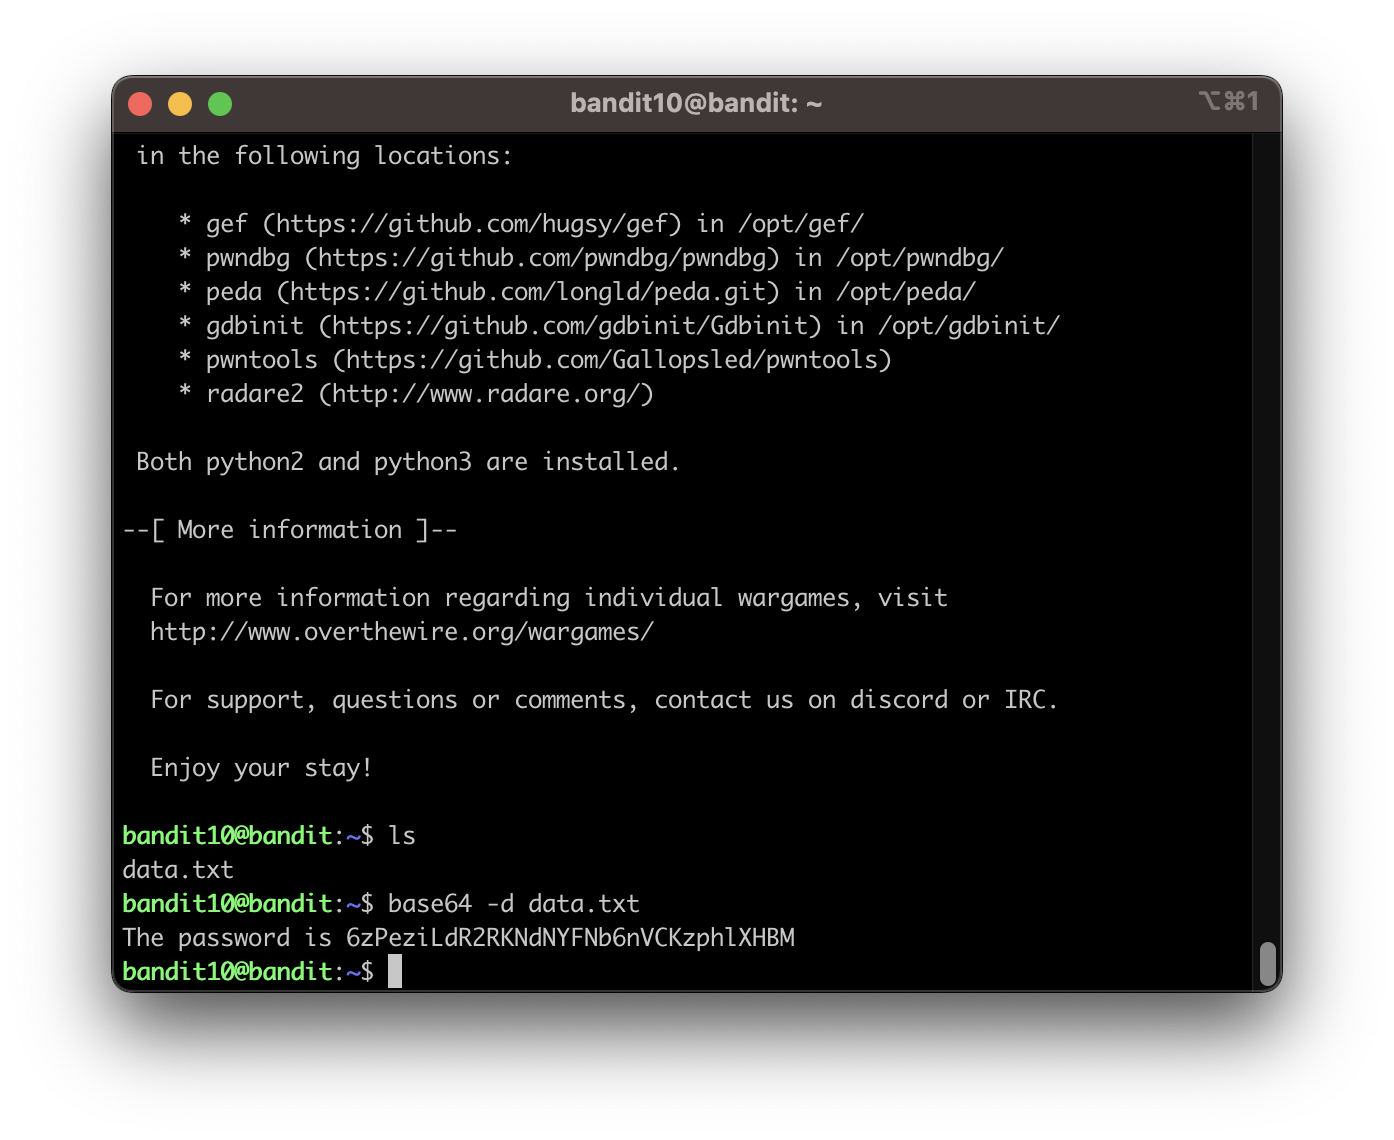 bandit10@bandit: ~
⌥⌘1
in the following locations:
* gef (https://github.com/hugsy/gef) in /opt/gef/
* pwndbg (https://github.com/pwndbg/pwndbg) in /opt/pwndbg/
* peda (https://github.com/longld/peda.git) in /opt/peda/
* gdbinit (https://github.com/gdbinit/Gdbinit) in /opt/gdbinit/
* pwntools (https://github.com/Gallopsled/pwntools)
* radare2 (http://www.radare.org/)
Both python2 and python3 are installed.
--[ More information ]--
For more information regarding individual wargames, visit
http://www.overthewire.org/wargames/
For support, questions or comments, contact us on discord or IRC.
Enjoy your stay!
bandit10@bandit:~$ ls
data.txt
bandit10@bandit:~$ base64 -d data.txt
The password is 6zPeziLdR2RKNdNYFNb6nVCKzphlXHBM
bandit10@bandit:~$